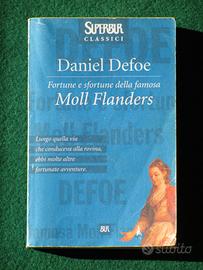 SUPERBUR
CLASSICI
Daniel Defoe
Fortune e sfortune della famosa
Moll Flanders
Lungo quella via
che conduceva alla rovina,
ebbi molte altre
fortunate avventure.
DEFOE
BUR
subito.it